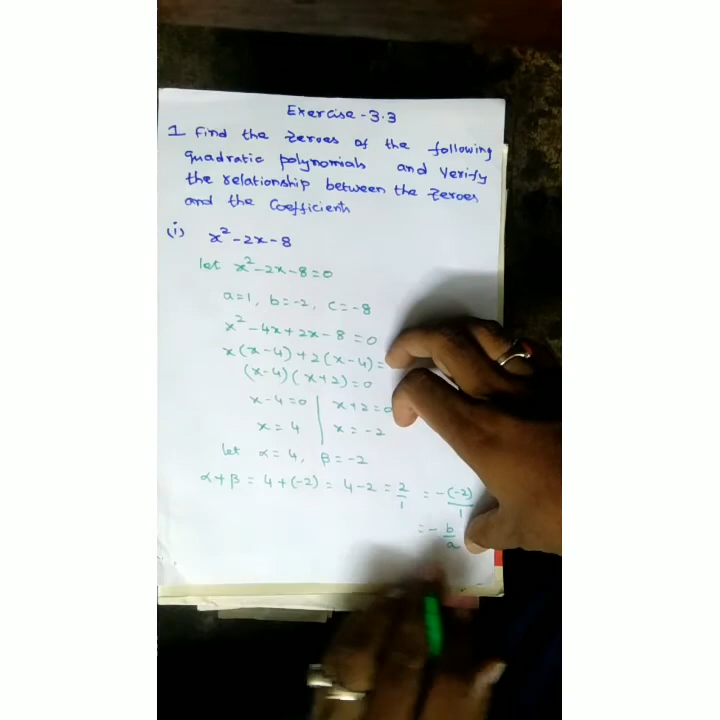 Exercise - 3.3
1 Find the Zeroes of the following
quadratic polynomials and Verify
the relationship between the Zeroes
and the Coefficients
(i) x² - 2x - 8
let x² - 2x - 8 = 0
a = 1, b = -2, c = -8
x² - 4x + 2x - 8 = 0
x(x-4) + 2(x-4) =
(x-4)(x+2) = 0
x - 4 = 0 | x + 2 = 0
x = 4 | x = -2
let α = 4, β = -2
α + β = 4 + (-2) = 4 - 2 = 2/1 = -(-2)/1
= - b/a